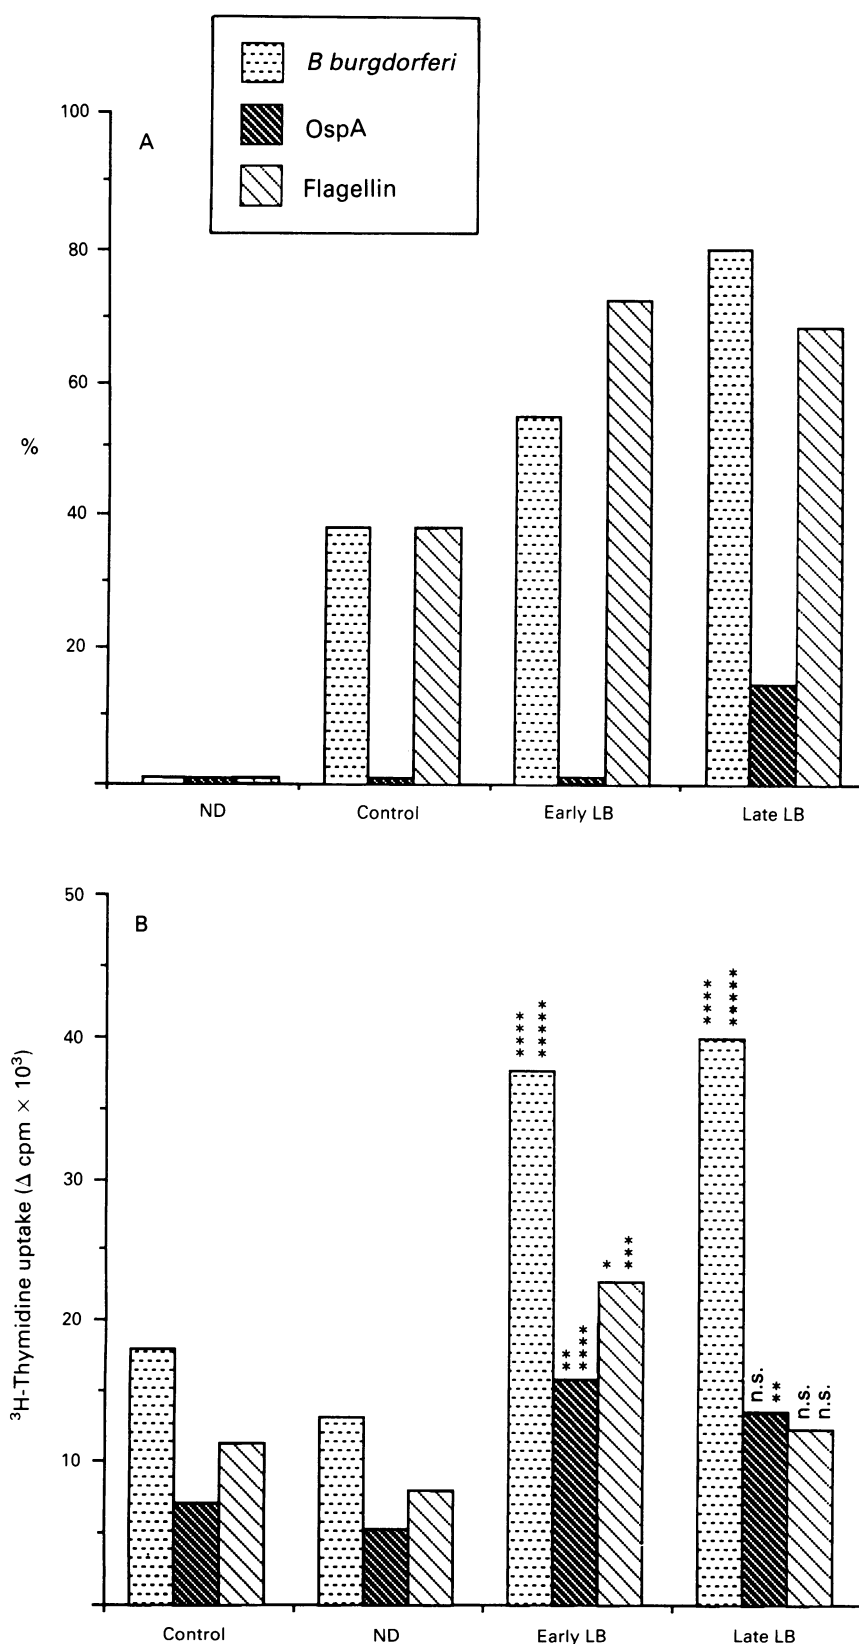 B burgdorferi
OspA
Flagellin
A
100
80
60
40
20
%
ND Control Early LB Late LB
B
50
40
30
20
10
³H-Thymidine uptake (Δ cpm × 10³)
**** *****
** ****
* ***
**** *****
n.s. **
n.s. n.s.
Control ND Early LB Late LB